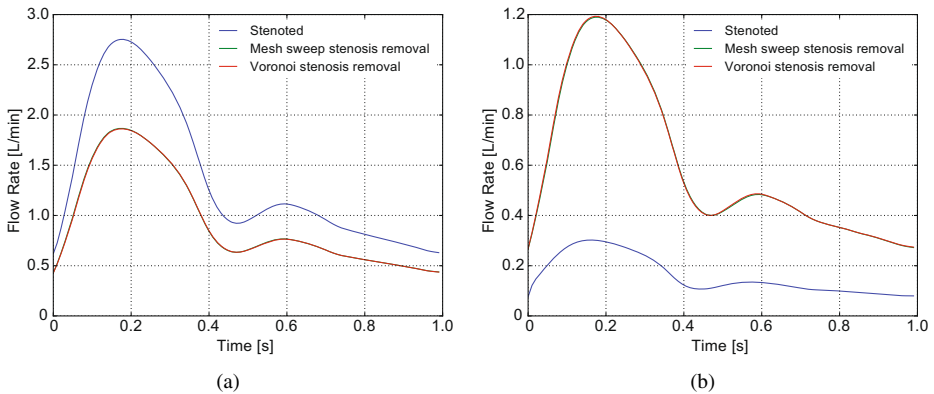 3.0
2.5
2.0
1.5
1.0
0.5
0
Flow Rate [L/min]
Stenoted
Mesh sweep stenosis removal
Voronoi stenosis removal
0
0.2
0.4
0.6
0.8
1.0
Time [s]
(a)
1.2
1.0
0.8
0.6
0.4
0.2
0
Flow Rate [L/min]
Stenoted
Mesh sweep stenosis removal
Voronoi stenosis removal
0
0.2
0.4
0.6
0.8
1.0
Time [s]
(b)